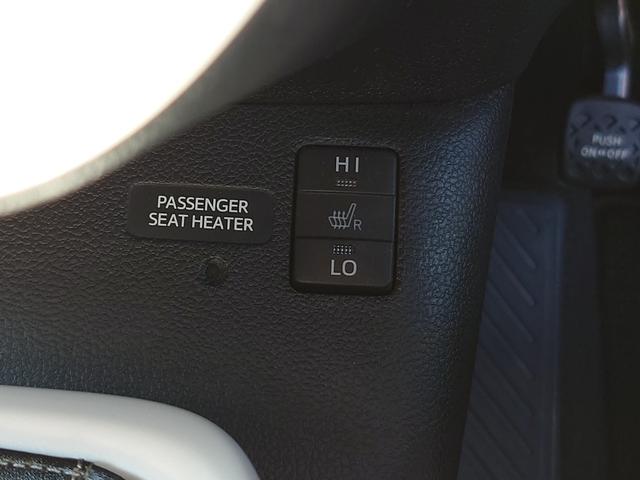 PASSENGER
SEAT HEATER
HI
R
LO
PUSH
ON⇔OFF